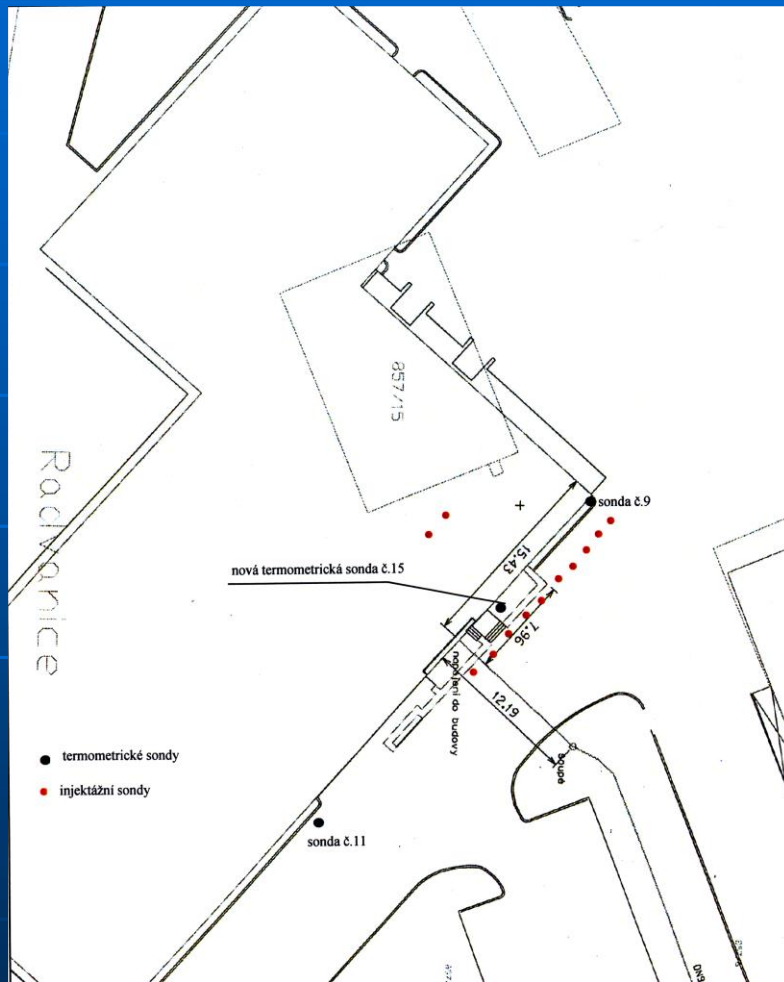 857/15
Radvanice
sonda č.9
15.43
nová termometrická sonda č.15
7.96
napojení do budovy
12.19
šoupě
termometrické sondy
injektážní sondy
sonda č.11